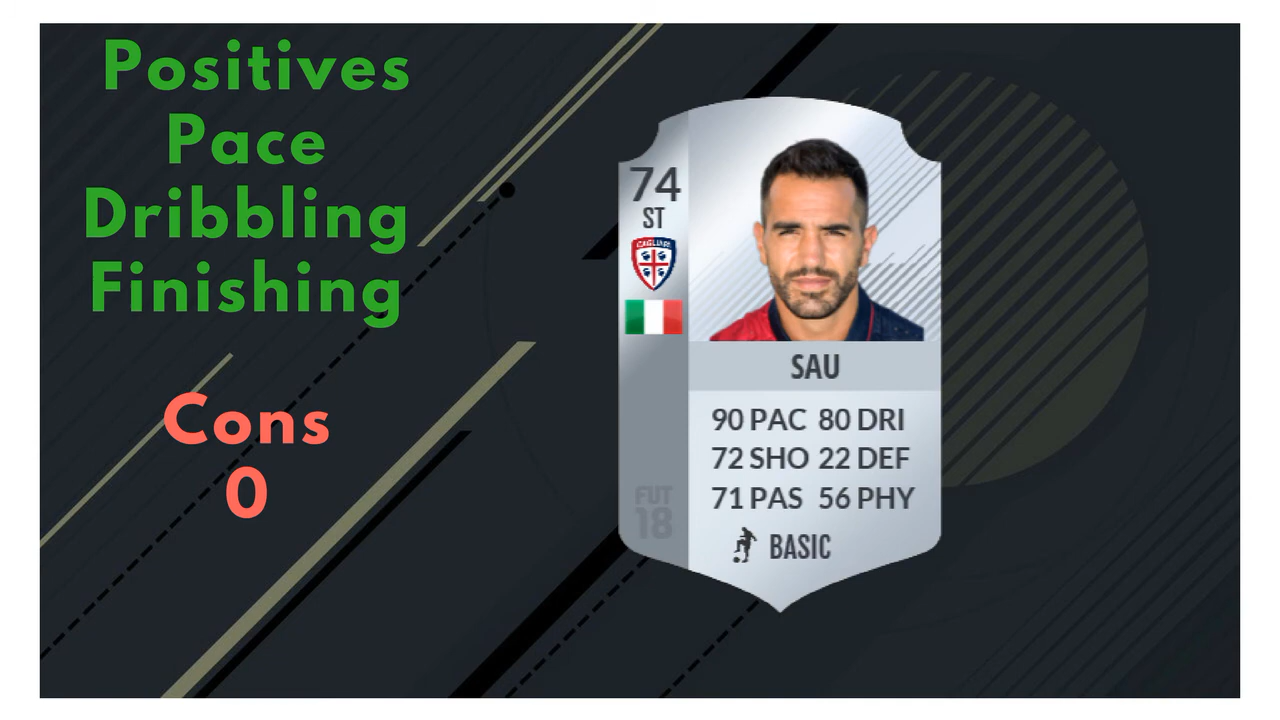 Positives
Pace
Dribbling
Finishing
Cons
0
74
ST
CAGLIARI
SAU
90 PAC 80 DRI
72 SHO 22 DEF
71 PAS 56 PHY
FUT
18
BASIC